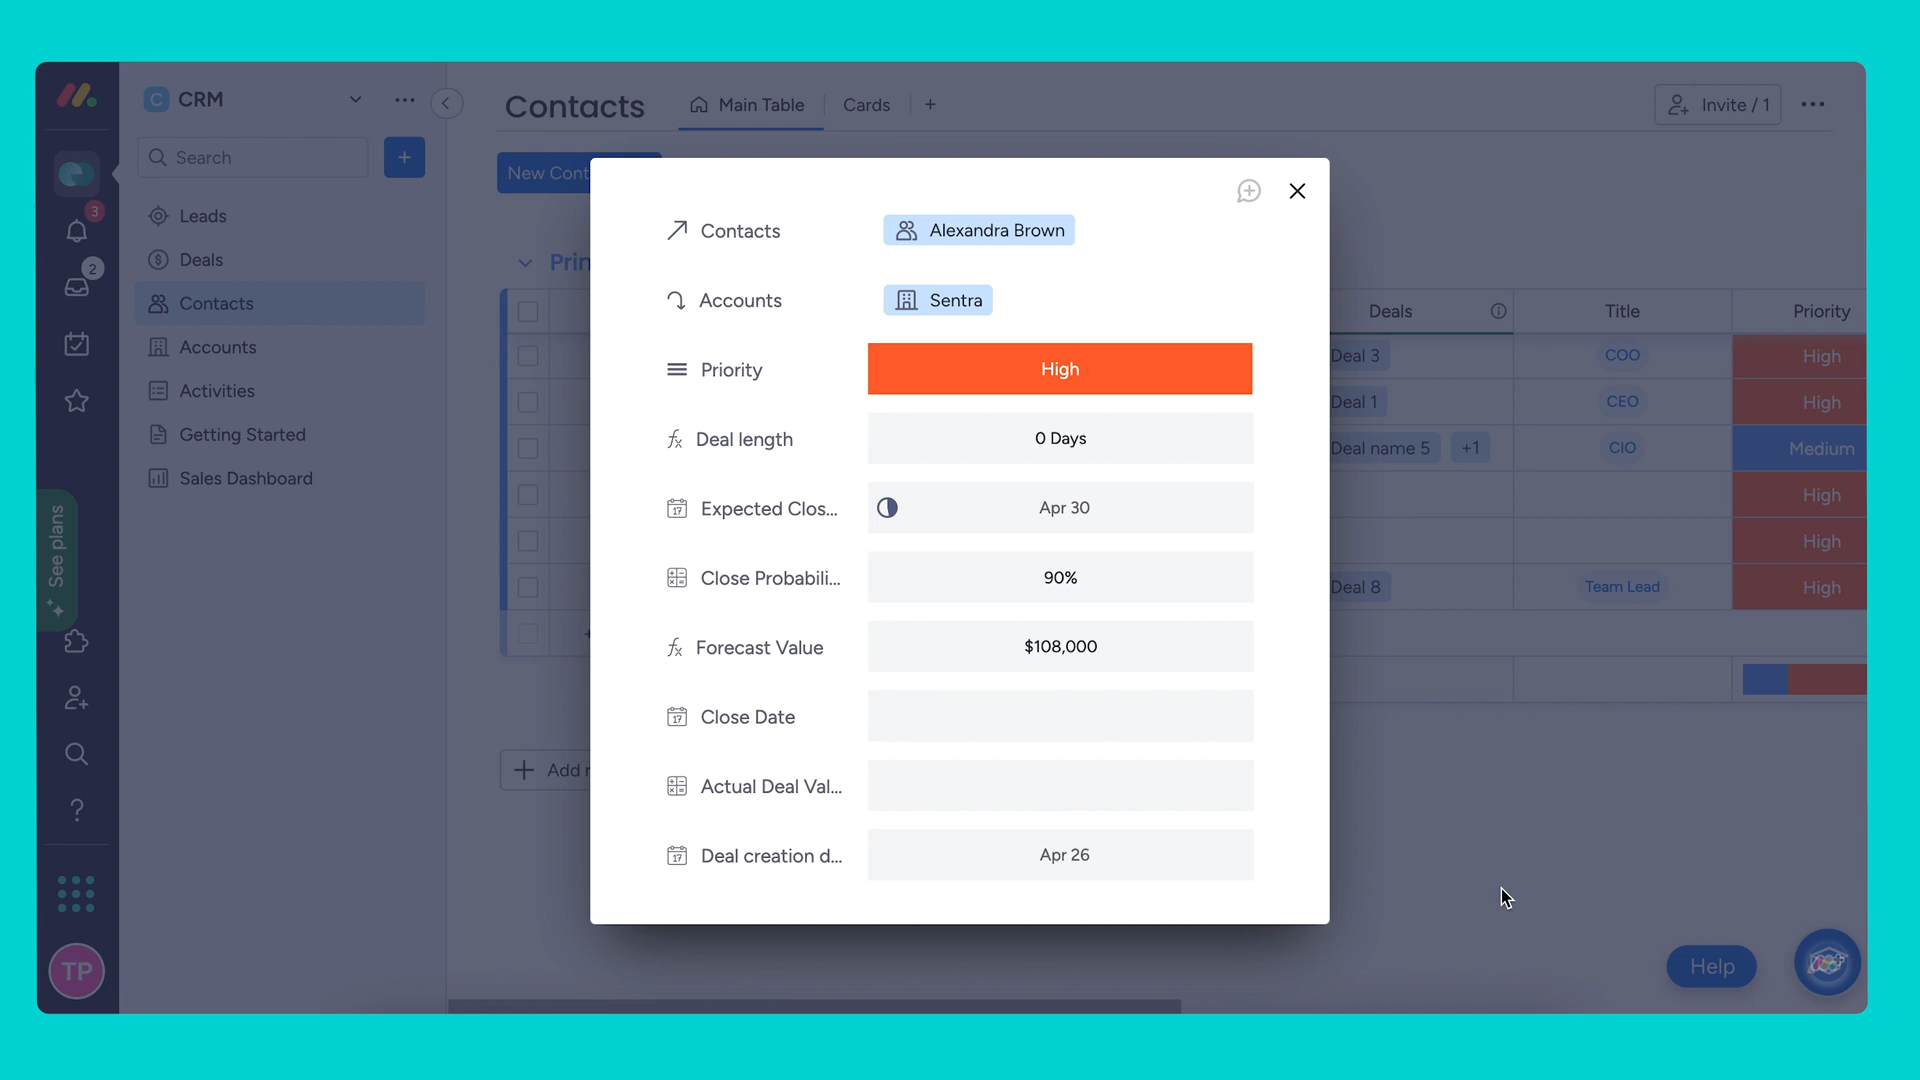 CRM
Contacts
Main Table
Cards
Invite / 1
Search
New Cont
3
2
Leads
Deals
Contacts
Accounts
Activities
Getting Started
Sales Dashboard
See plans
TP
Prin
Add
Contacts
Alexandra Brown
Accounts
Sentra
Priority
High
Deal length
0 Days
Expected Clos...
Apr 30
Close Probabili...
90%
Forecast Value
$108,000
Close Date
Actual Deal Val...
Deal creation d...
Apr 26
Deals Title Priority
Deal 3 COO High
Deal 1 CEO High
Deal name 5 +1 CIO Medium
High
High
Deal 8 Team Lead High
Help